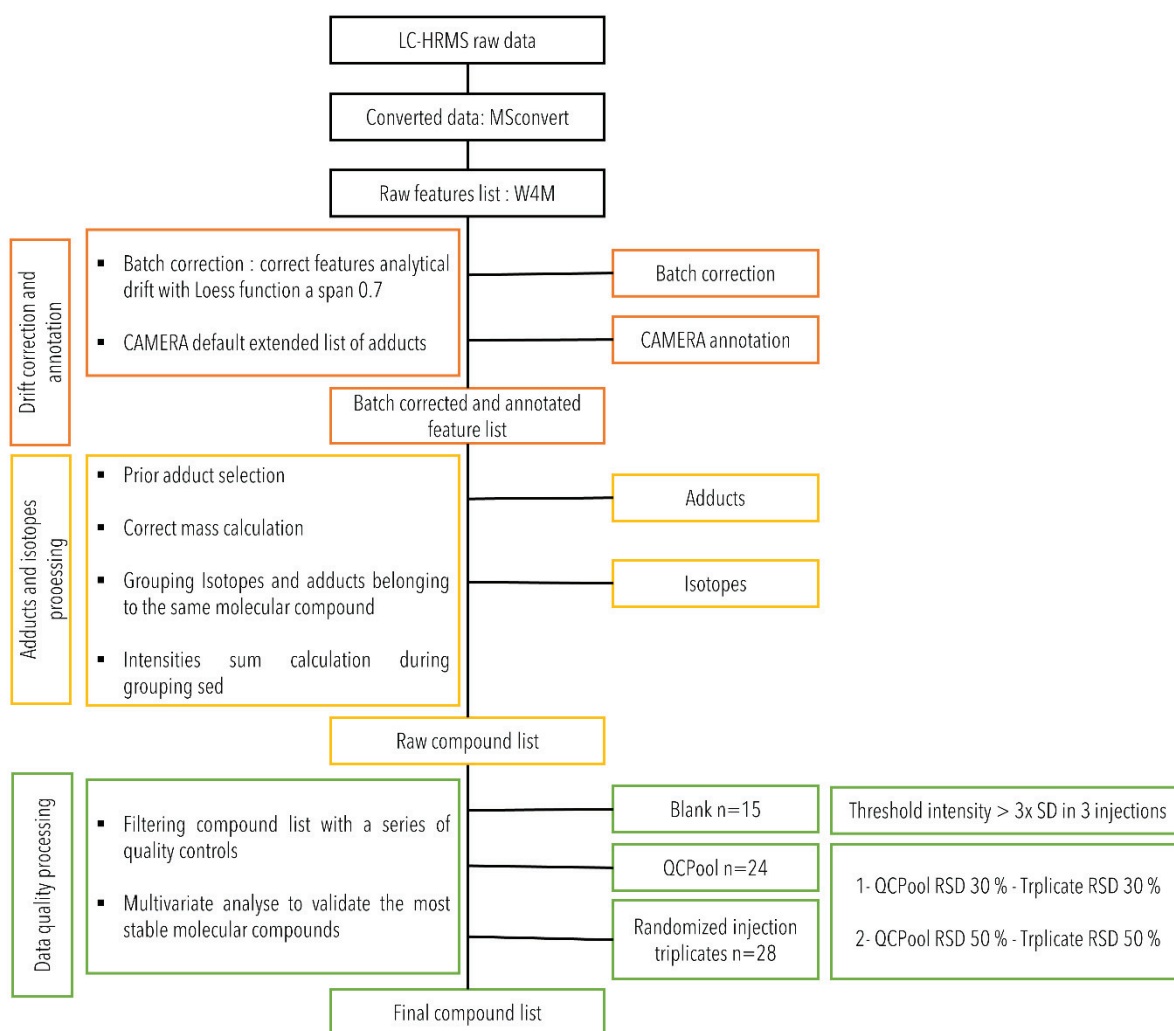 LC-HRMS raw data
Converted data: MSconvert
Raw features list : W4M
Drift correction and
annotation
▪ Batch correction : correct features analytical
drift with Loess function a span 0.7
▪ CAMERA default extended list of adducts
Batch correction
CAMERA annotation
Batch corrected and annotated
feature list
Adducts and isotopes
processing
▪ Prior adduct selection
▪ Correct mass calculation
▪ Grouping Isotopes and adducts belonging
to the same molecular compound
▪ Intensities sum calculation during
grouping sed
Adducts
Isotopes
Raw compound list
Data quality processing
▪ Filtering compound list with a series of
quality controls
▪ Multivariate analyse to validate the most
stable molecular compounds
Blank n=15
Threshold intensity > 3x SD in 3 injections
QCPool n=24
Randomized injection
triplicates n=28
1- QCPool RSD 30 % - Trplicate RSD 30 %
2- QCPool RSD 50 % - Trplicate RSD 50 %
Final compound list